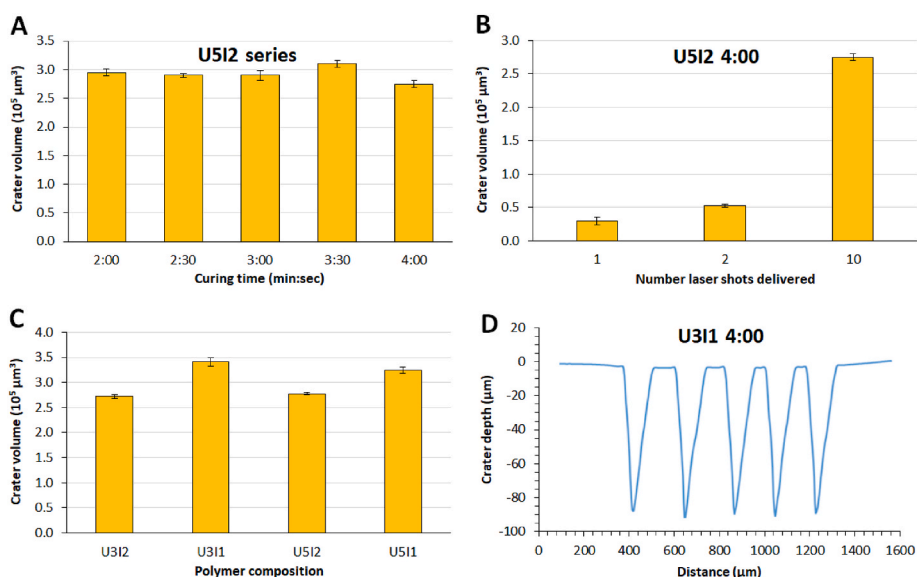 A
U5I2 series
Crater volume (10⁵ µm³)
3.5
3.0
2.5
2.0
1.5
1.0
0.5
0.0
2:00 2:30 3:00 3:30 4:00
Curing time (min:sec)
B
U5I2 4:00
Crater volume (10⁵ µm³)
3.0
2.5
2.0
1.5
1.0
0.5
0.0
1 2 10
Number laser shots delivered
C
Crater volume (10⁵ µm³)
4.0
3.5
3.0
2.5
2.0
1.5
1.0
0.5
0.0
U3I2 U3I1 U5I2 U5I1
Polymer composition
D
U3I1 4:00
Crater depth (µm)
20
0
-20
-40
-60
-80
-100
0 200 400 600 800 1000 1200 1400 1600
Distance (µm)